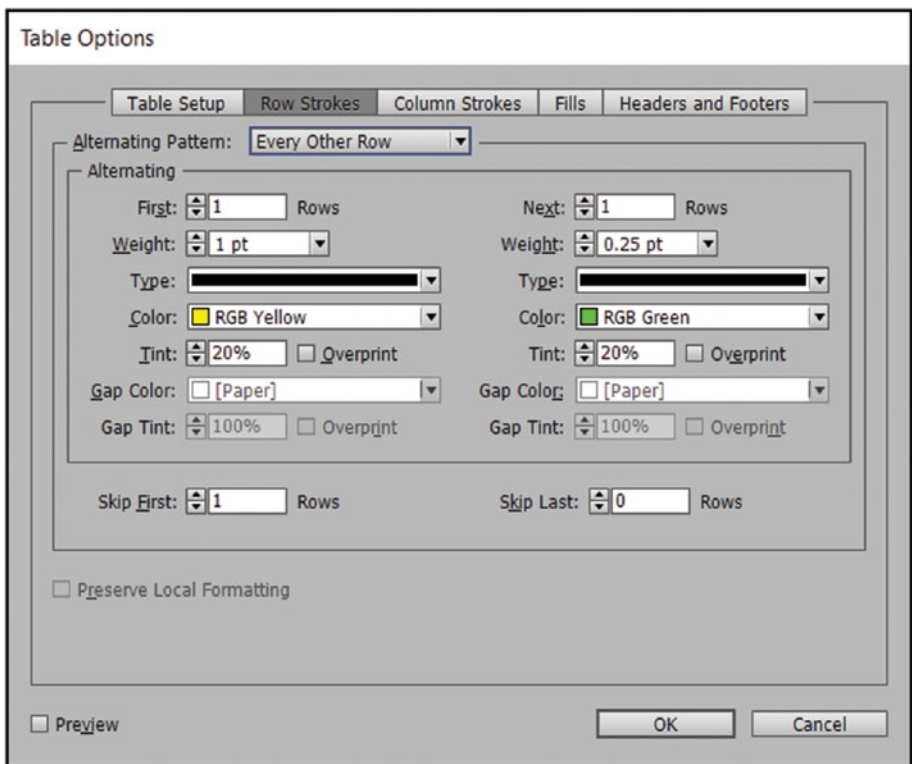 Table Options
Table Setup Row Strokes Column Strokes Fills Headers and Footers
Alternating Pattern: Every Other Row
Alternating
First: 1 Rows Next: 1 Rows
Weight: 1 pt Weight: 0.25 pt
Type: Type:
Color: RGB Yellow Color: RGB Green
Tint: 20% Overprint Tint: 20% Overprint
Gap Color: [Paper] Gap Color: [Paper]
Gap Tint: 100% Overprint Gap Tint: 100% Overprint
Skip First: 1 Rows Skip Last: 0 Rows
Preserve Local Formatting
Preview OK Cancel